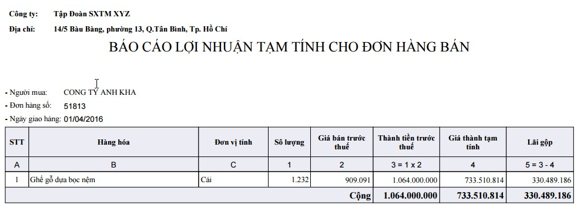 Công ty: Tập Đoàn SXTM XYZ
Địa chỉ: 14/5 Bàu Bàng, phường 13, Q.Tân Bình, Tp. Hồ Chí
BÁO CÁO LỢI NHUẬN TẠM TÍNH CHO ĐƠN HÀNG BÁN
- Người mua: CONG TY ANH KHA
- Đơn hàng số: 51813
- Ngày giao hàng: 01/04/2016
STT Hàng hóa Đơn vị tính Số lượng Giá bán trước thuế Thành tiền trước thuế Giá thành tạm tính Lãi gộp
A B C 1 2 3 = 1 x 2 4 5 = 3 - 4
1 Ghế gỗ dựa bọc nệm Cái 1.232 909.091 1.064.000.000 733.510.814 330.489.186
Cộng 1.064.000.000 733.510.814 330.489.186